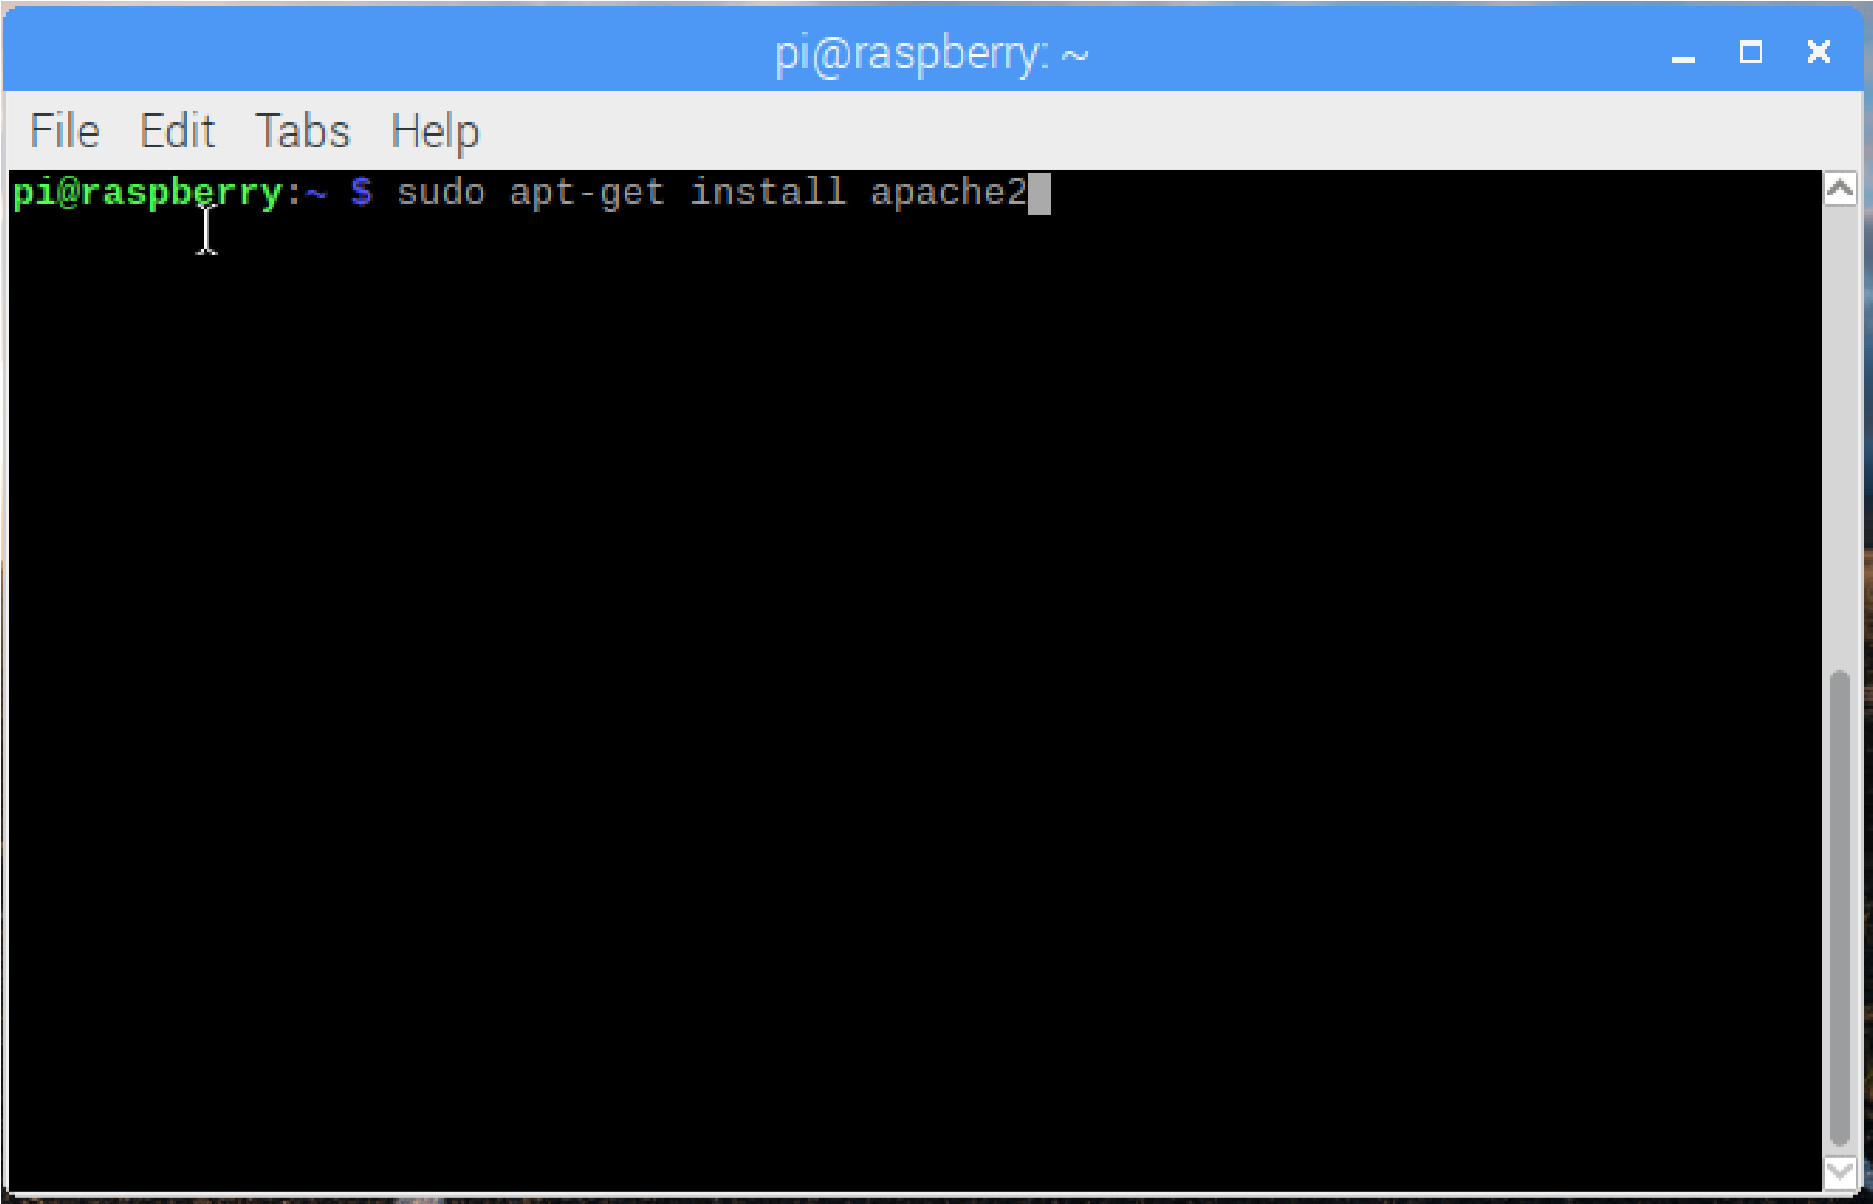 pi@raspberry: ~
File Edit Tabs Help
pi@raspberry:~ $ sudo apt-get install apache2